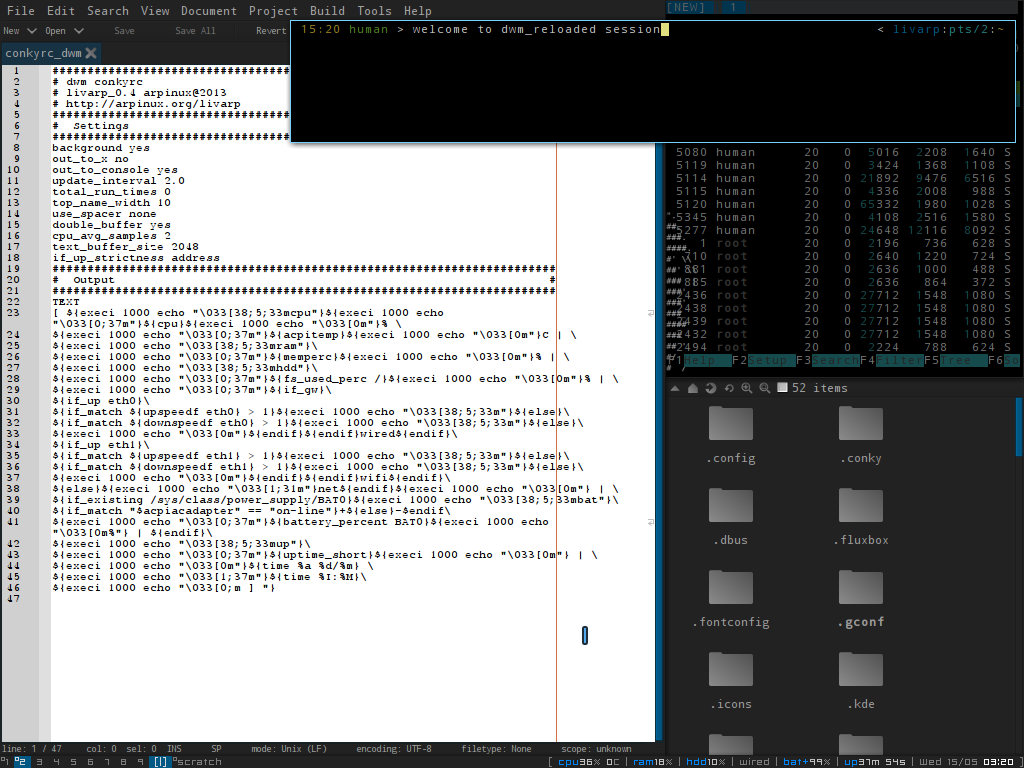 File Edit Search View Document Project Build Tools Help
New Open Save Save All Revert
[NEW] 1
15:20 human > welcome to dwm_reloaded session
< livarp:pts/2:~
conkyrc_dwm
1 ##################################
2 # dwm conkyrc
3 # livarp_0.4 arpinux@2013
4 # http://arpinux.org/livarp
5 ##################################
6 # Settings
7 ##################################
8 background yes
9 out_to_x no
10 out_to_console yes
11 update_interval 2.0
12 total_run_times 0
13 top_name_width 10
14 use_spacer none
15 double_buffer yes
16 cpu_avg_samples 2
17 text_buffer_size 2048
18 if_up_strictness address
19 ########################################################################
20 # Output #
21 ########################################################################
22 TEXT
23 [ ${execi 1000 echo "\033[38;5;33mcpu"}${execi 1000 echo
"\033[0;37m"}${cpu}${execi 1000 echo "\033[0m"}% \
24 ${execi 1000 echo "\033[0;37m"}${acpitemp}${execi 1000 echo "\033[0m"}C | \
25 ${execi 1000 echo "\033[38;5;33mram"}\
26 ${execi 1000 echo "\033[0;37m"}${memperc}${execi 1000 echo "\033[0m"}% | \
27 ${execi 1000 echo "\033[38;5;33mhdd"}\
28 ${execi 1000 echo "\033[0;37m"}${fs_used_perc /}${execi 1000 echo "\033[0m"}% | \
29 ${execi 1000 echo "\033[0;37m"}${if_gw}\
30 ${if_up eth0}\
31 ${if_match ${upspeedf eth0} > 1}${execi 1000 echo "\033[38;5;33m"}${else}\
32 ${if_match ${downspeedf eth0} > 1}${execi 1000 echo "\033[38;5;33m"}${else}\
33 ${execi 1000 echo "\033[0m"}${endif}${endif}wired${endif}\
34 ${if_up eth1}\
35 ${if_match ${upspeedf eth1} > 1}${execi 1000 echo "\033[38;5;33m"}${else}\
36 ${if_match ${downspeedf eth1} > 1}${execi 1000 echo "\033[38;5;33m"}${else}\
37 ${execi 1000 echo "\033[0m"}${endif}${endif}wifi${endif}\
38 ${else}${execi 1000 echo "\033[1;31m"}net${endif}${execi 1000 echo "\033[0m"} | \
39 ${if_existing /sys/class/power_supply/BAT0}${execi 1000 echo "\033[38;5;33mbat"}\
40 ${if_match "$acpiacadapter" == "on-line"}+${else}-$endif\
41 ${execi 1000 echo "\033[0;37m"}${battery_percent BAT0}${execi 1000 echo
"\033[0m%"} | ${endif}\
42 ${execi 1000 echo "\033[38;5;33mup"}\
43 ${execi 1000 echo "\033[0;37m"}${uptime_short}${execi 1000 echo "\033[0m"} | \
44 ${execi 1000 echo "\033[0m"}${time %a %d/%m} \
45 ${execi 1000 echo "\033[1;37m"}${time %I:%M}\
46 ${execi 1000 echo "\033[0;m ] "}
47
5080 human 20 0 5016 2208 1640 S
5119 human 20 0 3424 1368 1108 S
5114 human 20 0 21892 9476 6516 S
5115 human 20 0 4336 2008 988 S
5120 human 20 0 65332 1980 1028 S
5345 human 20 0 4108 2516 1580 S
5277 human 20 0 24648 12116 8092 S
1 root 20 0 2196 736 628 S
710 root 20 0 2640 1220 724 S
881 root 20 0 2636 1000 488 S
885 root 20 0 2636 864 372 S
2436 root 20 0 27712 1548 1080 S
2438 root 20 0 27712 1548 1080 S
2439 root 20 0 27712 1548 1080 S
2432 root 20 0 27712 1548 1080 S
2494 root 20 0 2224 788 624 S
F1Help F2Setup F3Search F4Filter F5Tree F6
52 items
.config .conky
.dbus .fluxbox
.fontconfig .gconf
.icons .kde
line: 1 / 47 col: 0 sel: 0 INS SP mode: Unix (LF) encoding: UTF-8 filetype: None scope: unknown
1 2 3 4 5 6 7 8 9 [|] scratch
[ cpu36% 0C | ram18% | hdd10% | wired | bat+99% | up37m 54s | Wed 15/05 03:20 ]